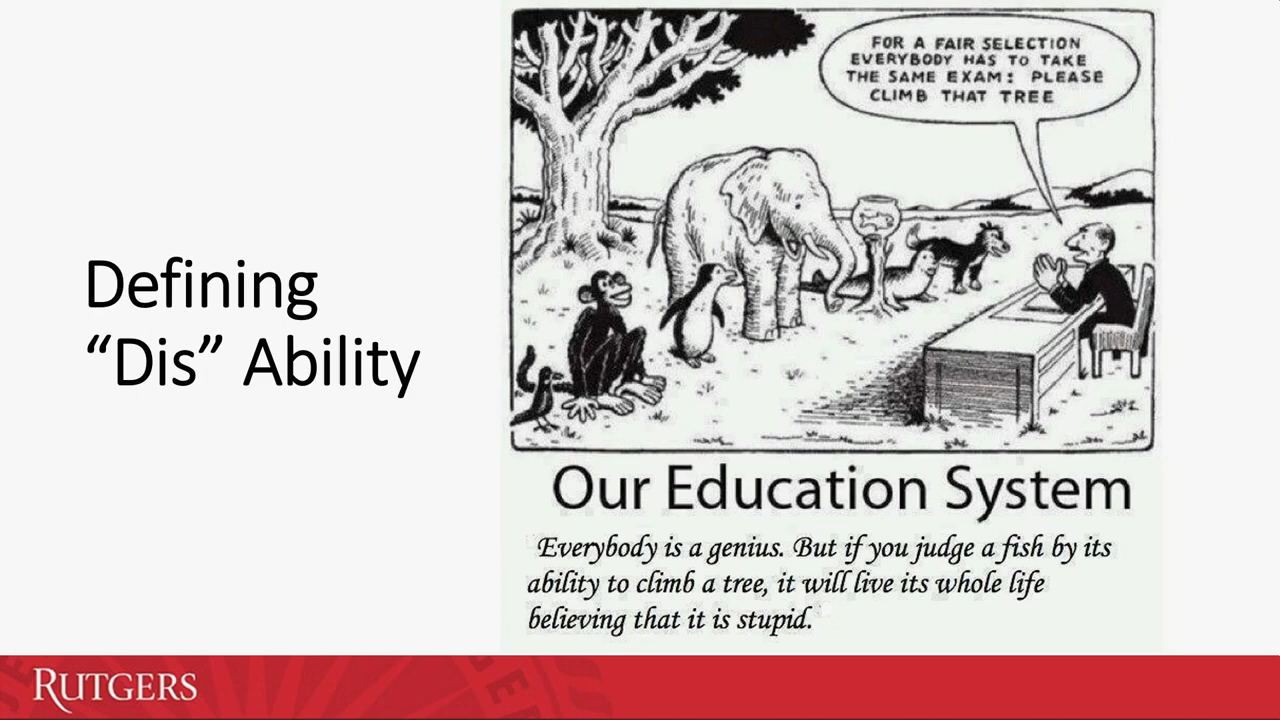 Defining
“Dis” Ability
FOR A FAIR SELECTION
EVERYBODY HAS TO TAKE
THE SAME EXAM: PLEASE
CLIMB THAT TREE
Our Education System
Everybody is a genius. But if you judge a fish by its
ability to climb a tree, it will live its whole life
believing that it is stupid.
RUTGERS